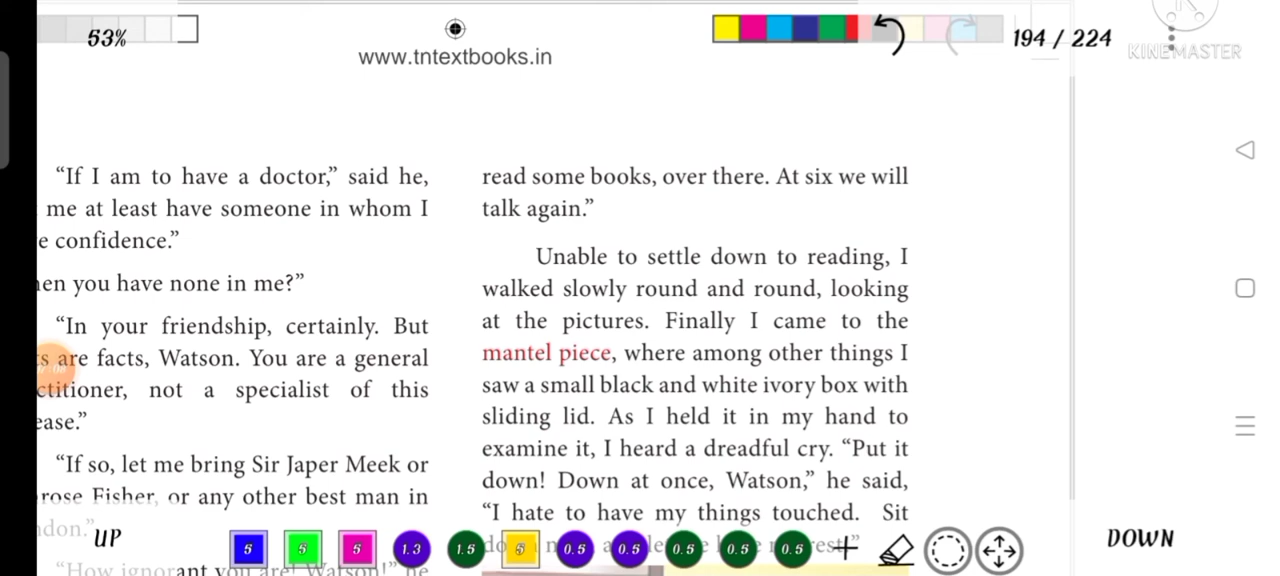 53%
www.tntextbooks.in
194 / 224
KINEMASTER
“If I am to have a doctor,” said he,
me at least have someone in whom I
e confidence.”
en you have none in me?”
“In your friendship, certainly. But
s are facts, Watson. You are a general
ctitioner, not a specialist of this
ease.”
“If so, let me bring Sir Japer Meek or
rose Fisher, or any other best man in
don.”
“How ignorant you are! Watson!” he
read some books, over there. At six we will
talk again.”
Unable to settle down to reading, I
walked slowly round and round, looking
at the pictures. Finally I came to the
mantel piece, where among other things I
saw a small black and white ivory box with
sliding lid. As I held it in my hand to
examine it, I heard a dreadful cry. “Put it
down! Down at once, Watson,” he said,
“I hate to have my things touched. Sit
UP
5 5 5 1.3 1.5 5 0.5 0.5 0.5 0.5 0.5
DOWN